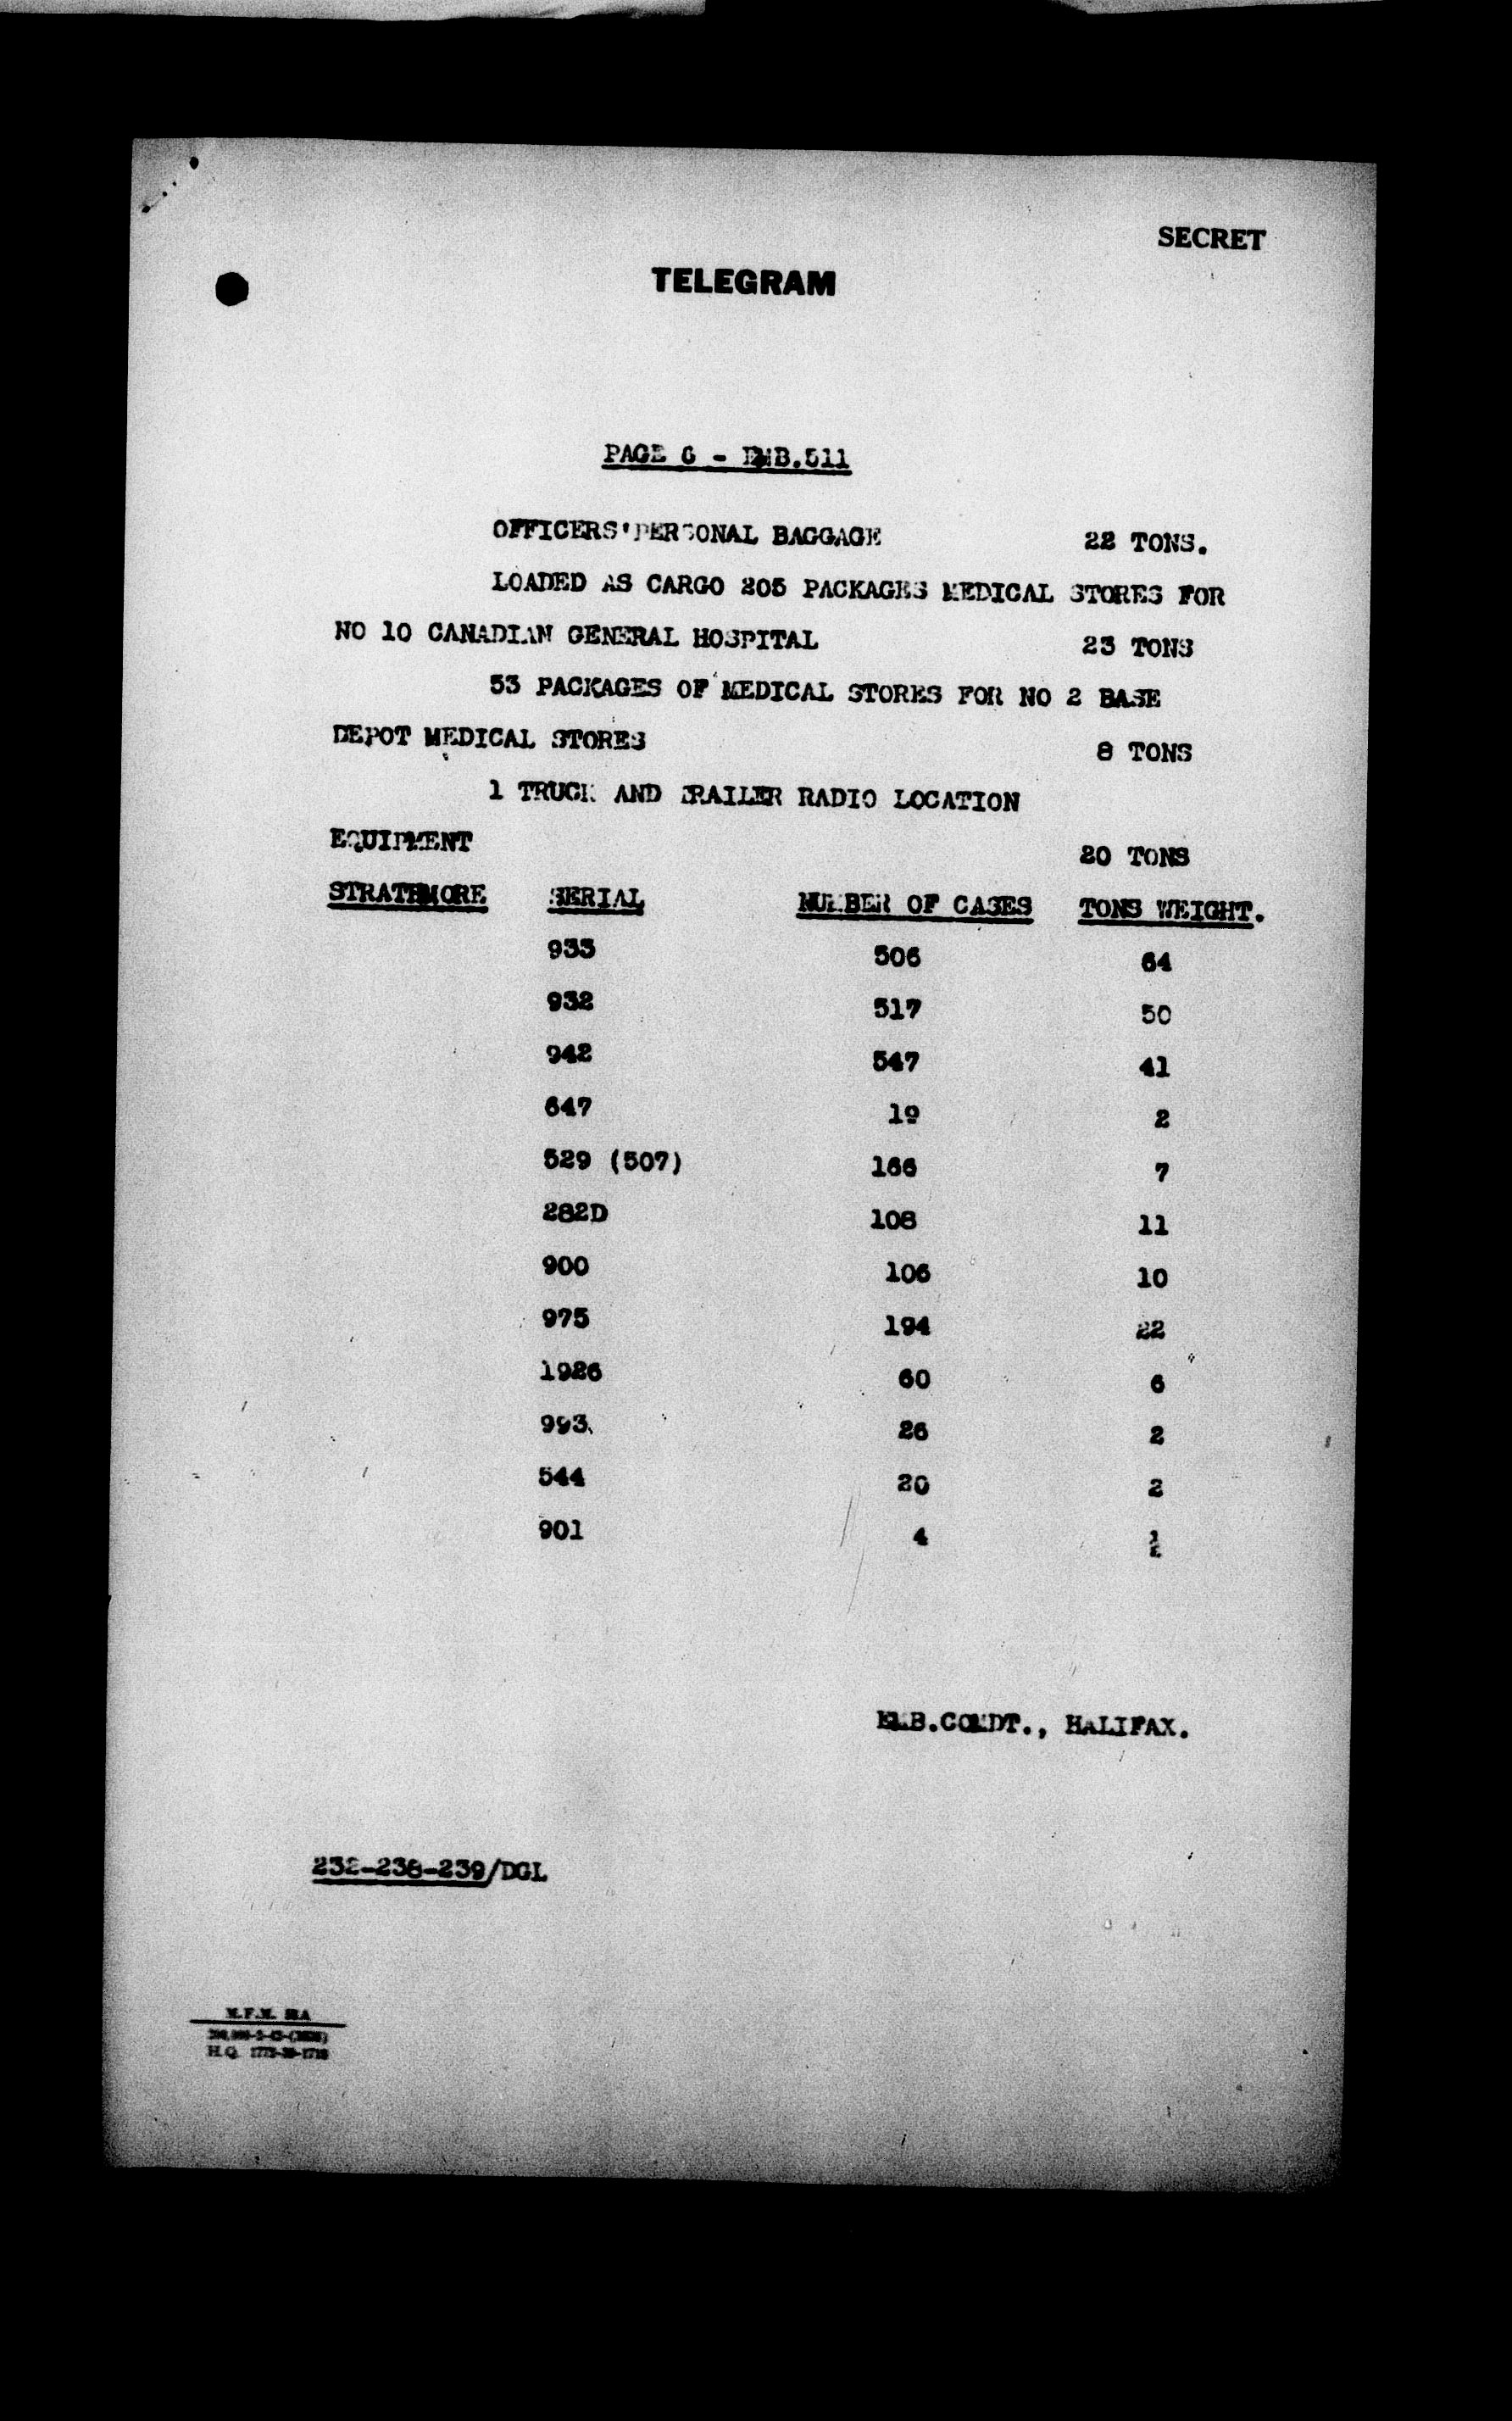 SECRET
TELEGRAM
PAGE 6 - EMB.511
OFFICERS'PERSONAL BAGGAGE 22 TONS.
LOADED AS CARGO 205 PACKAGES MEDICAL STORES FOR
NO 10 CANADIAN GENERAL HOSPITAL 23 TONS
53 PACKAGES OF MEDICAL STORES FOR NO 2 BASE
DEPOT MEDICAL STORES 8 TONS
1 TRUCK AND TRAILER RADIO LOCATION
EQUIPMENT 20 TONS
STRATHMORE SERIAL NUMBER OF CASES TONS WEIGHT.
933 506 64
932 517 50
942 547 41
647 19 2
529 (507) 166 7
282D 108 11
900 106 10
975 194 22
1926 60 6
993 26 2
544 20 2
901 4 ½
EMB.COMDT., HALIFAX.
232-238-239/DGL
M.F.M.
H.Q.